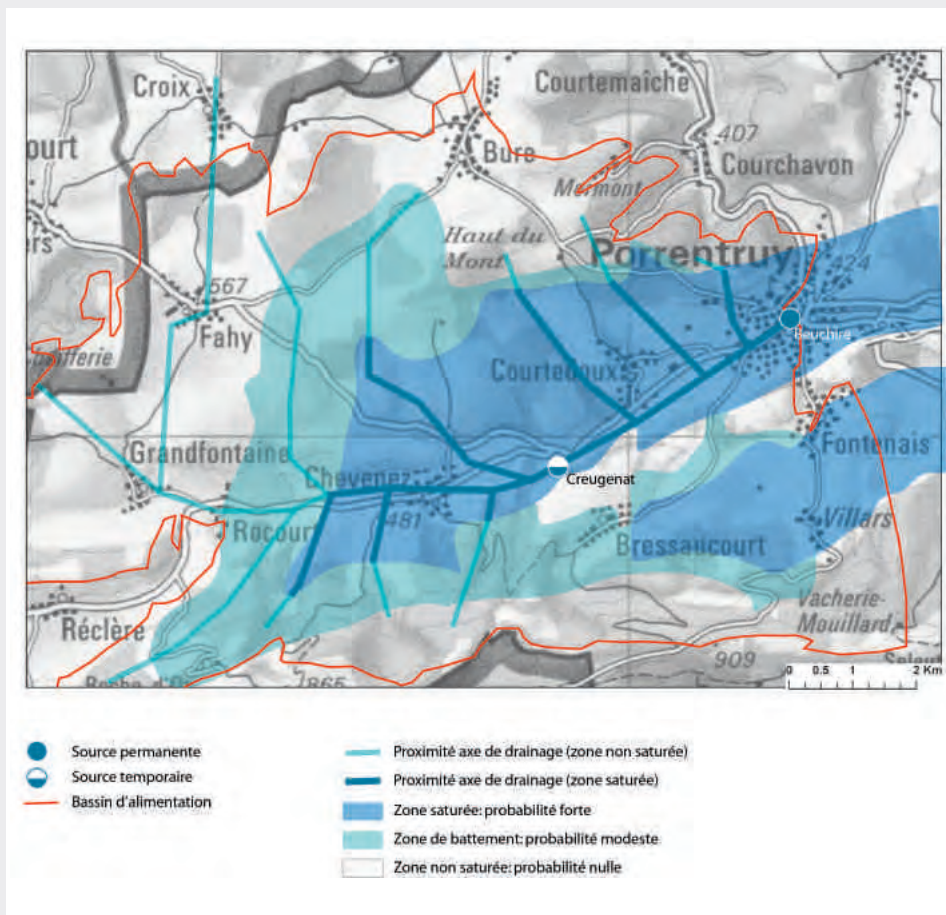 Croix
Courtemaîche
407
Bure
Courchavon
Mormont
Haut du
Mont
Porrentruy
424
567
Fahy
Beuchire
Courtedoux
Grandfontaine
Fontenais
Chevenez
Creugenat
481
Rocourt
Bressaucourt
Villars
Réclère
Vacherie-
Mouillard
909
865
0 0.5 1 2 Km
Source permanente
Source temporaire
Bassin d'alimentation
Proximité axe de drainage (zone non saturée)
Proximité axe de drainage (zone saturée)
Zone saturée: probabilité forte
Zone de battement: probabilité modeste
Zone non saturée: probabilité nulle